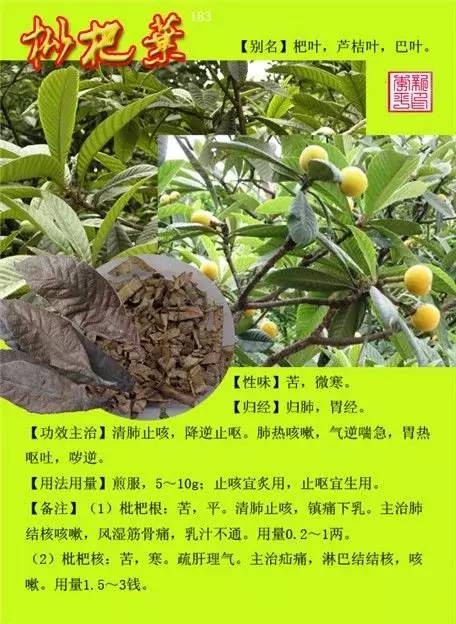 183
枇杷葉
【别名】杷叶，芦桔叶，巴叶。
【性味】苦，微寒。
【归经】归肺，胃经。
【功效主治】清肺止咳，降逆止呕。肺热咳嗽，气逆喘急，胃热
呕吐，哕逆。
【用法用量】煎服，5～10g；止咳宜炙用，止呕宜生用。
【备注】（1）枇杷根：苦，平。清肺止咳，镇痛下乳。主治肺
结核咳嗽，风湿筋骨痛，乳汁不通。用量0.2～1两。
（2）枇杷核：苦，寒。疏肝理气。主治疝痛，淋巴结结核，咳
嗽。用量1.5～3钱。